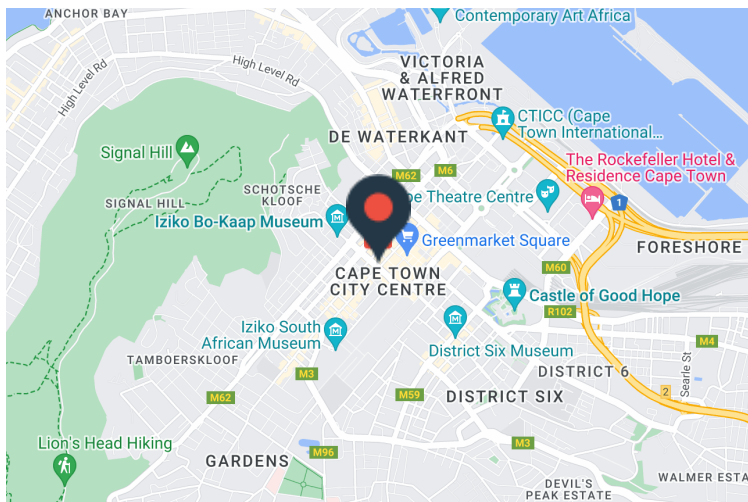 ANCHOR BAY
Contemporary Art Africa
High Level Rd
High Level Rd
VICTORIA
& ALFRED
WATERFRONT
CTICC (Cape
Town International...
DE WATERKANT
Signal Hill
The Rockefeller Hotel &
Residence Cape Town
M62
M6
SCHOTSCHE
KLOOF
SIGNAL HILL
Theatre Centre
1
Iziko Bo-Kaap Museum
Greenmarket Square
FORESHORE
CAPE TOWN
CITY CENTRE
M60
Castle of Good Hope
R102
Iziko South
African Museum
District Six Museum
M4
TAMBOERSKLOOF
M3
DISTRICT 6
Searle St
M62
M59
DISTRICT SIX
2
Lion's Head Hiking
M3
M96
GARDENS
DEVIL'S
PEAK ESTATE
WALMER ESTA